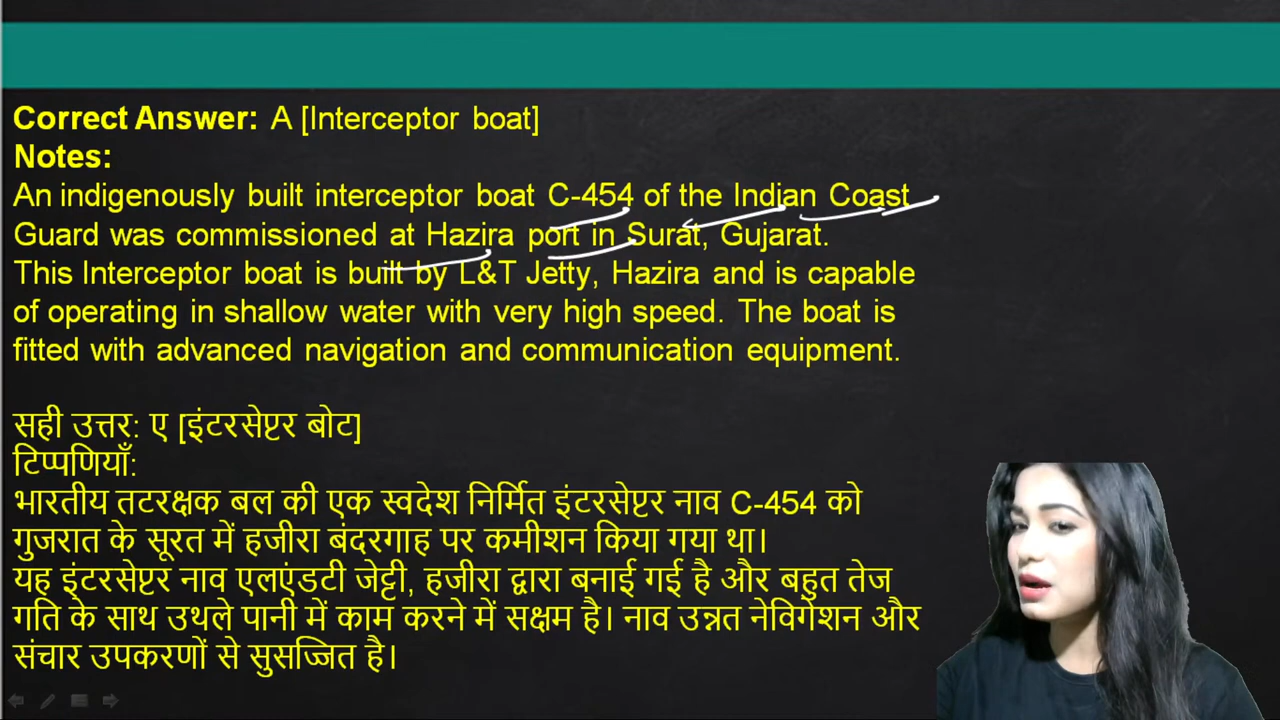 Correct Answer: A [Interceptor boat]
Notes:
An indigenously built interceptor boat C-454 of the Indian Coast
Guard was commissioned at Hazira port in Surat, Gujarat.
This Interceptor boat is built by L&T Jetty, Hazira and is capable
of operating in shallow water with very high speed. The boat is
fitted with advanced navigation and communication equipment.
सही उत्तर: ए [इंटरसेप्टर बोट]
टिप्पणियाँ:
भारतीय तटरक्षक बल की एक स्वदेश निर्मित इंटरसेप्टर नाव C-454 को
गुजरात के सूरत में हजीरा बंदरगाह पर कमीशन किया गया था।
यह इंटरसेप्टर नाव एलएंडटी जेट्टी, हजीरा द्वारा बनाई गई है और बहुत तेज
गति के साथ उथले पानी में काम करने में सक्षम है। नाव उन्नत नेविगेशन और
संचार उपकरणों से सुसज्जित है।